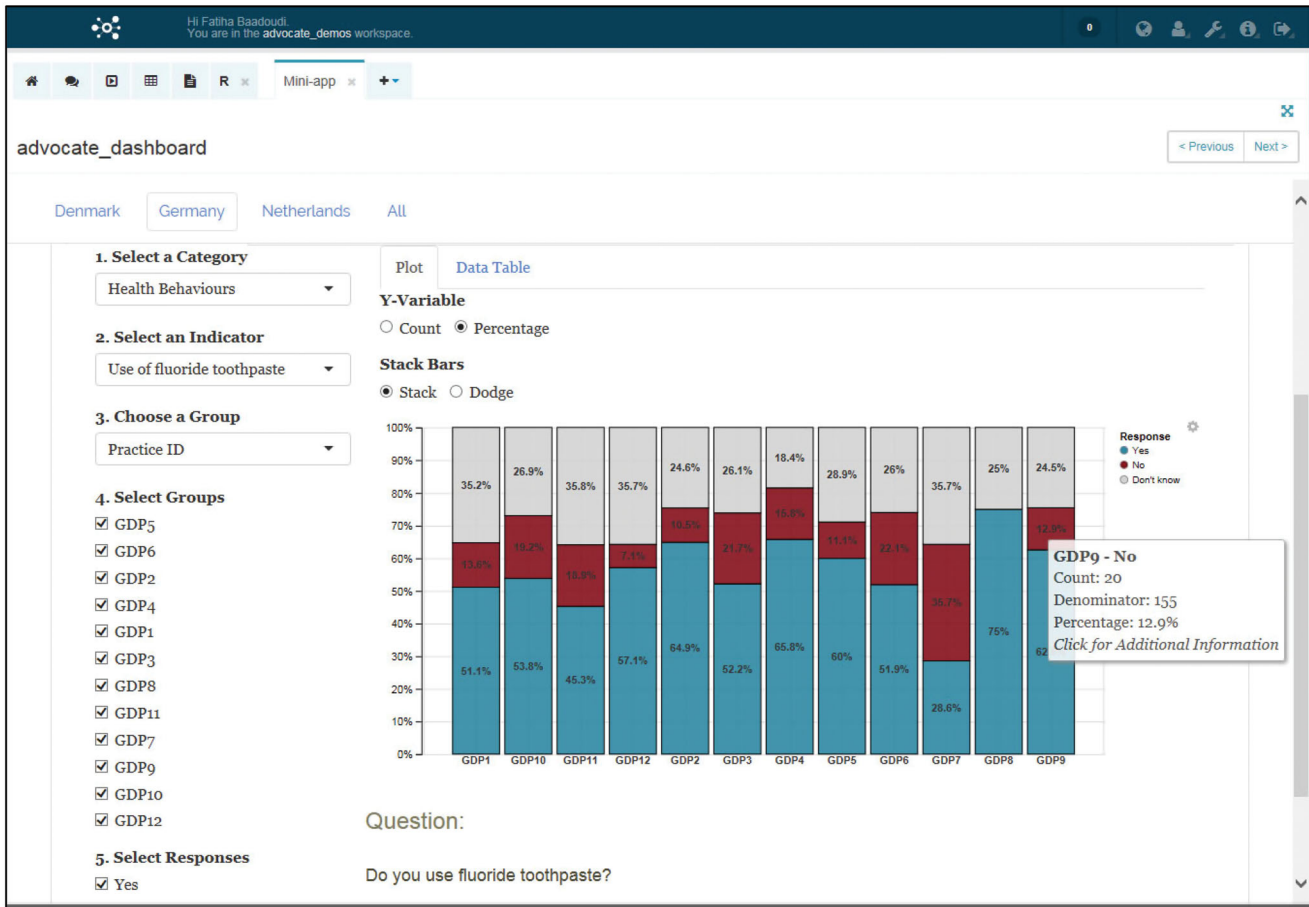 Hi Fatiha Baadoudi.
You are in the advocate_demos workspace.
0
R
Mini-app
advocate_dashboard
< Previous Next >
Denmark Germany Netherlands All
1. Select a Category
Health Behaviours
2. Select an Indicator
Use of fluoride toothpaste
3. Choose a Group
Practice ID
4. Select Groups
GDP5
GDP6
GDP2
GDP4
GDP1
GDP3
GDP8
GDP11
GDP7
GDP9
GDP10
GDP12
5. Select Responses
Yes
Plot Data Table
Y-Variable
Count Percentage
Stack Bars
Stack Dodge
100%
90%
80%
70%
60%
50%
40%
30%
20%
10%
0%
35.2% 26.9% 35.8% 35.7% 24.6% 26.1% 18.4% 28.9% 26% 35.7% 25% 24.5%
13.6% 19.2% 18.9% 7.1% 10.5% 21.7% 15.8% 11.1% 22.1% 35.7% 12.9%
51.1% 53.8% 45.3% 57.1% 64.9% 52.2% 65.8% 60% 51.9% 28.6% 75%
GDP1 GDP10 GDP11 GDP12 GDP2 GDP3 GDP4 GDP5 GDP6 GDP7 GDP8 GDP9
Response
Yes
No
Don't know
GDP9 - No
Count: 20
Denominator: 155
Percentage: 12.9%
Click for Additional Information
Question:
Do you use fluoride toothpaste?